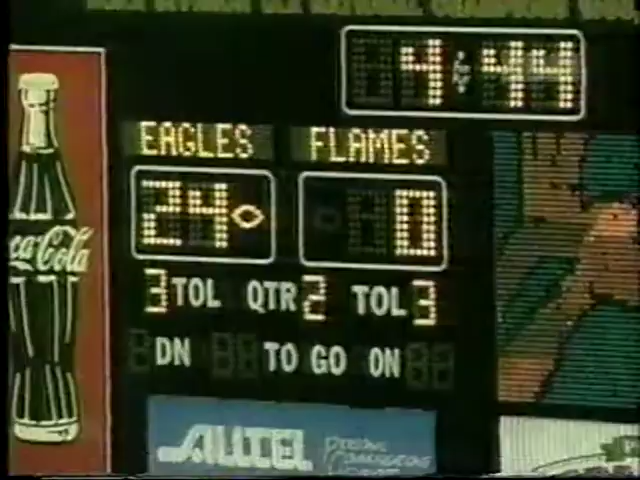 4:44
EAGLES FLAMES
24 0
3 TOL QTR 2 TOL 3
DN TO GO ON
Coca-Cola
ALLTEL